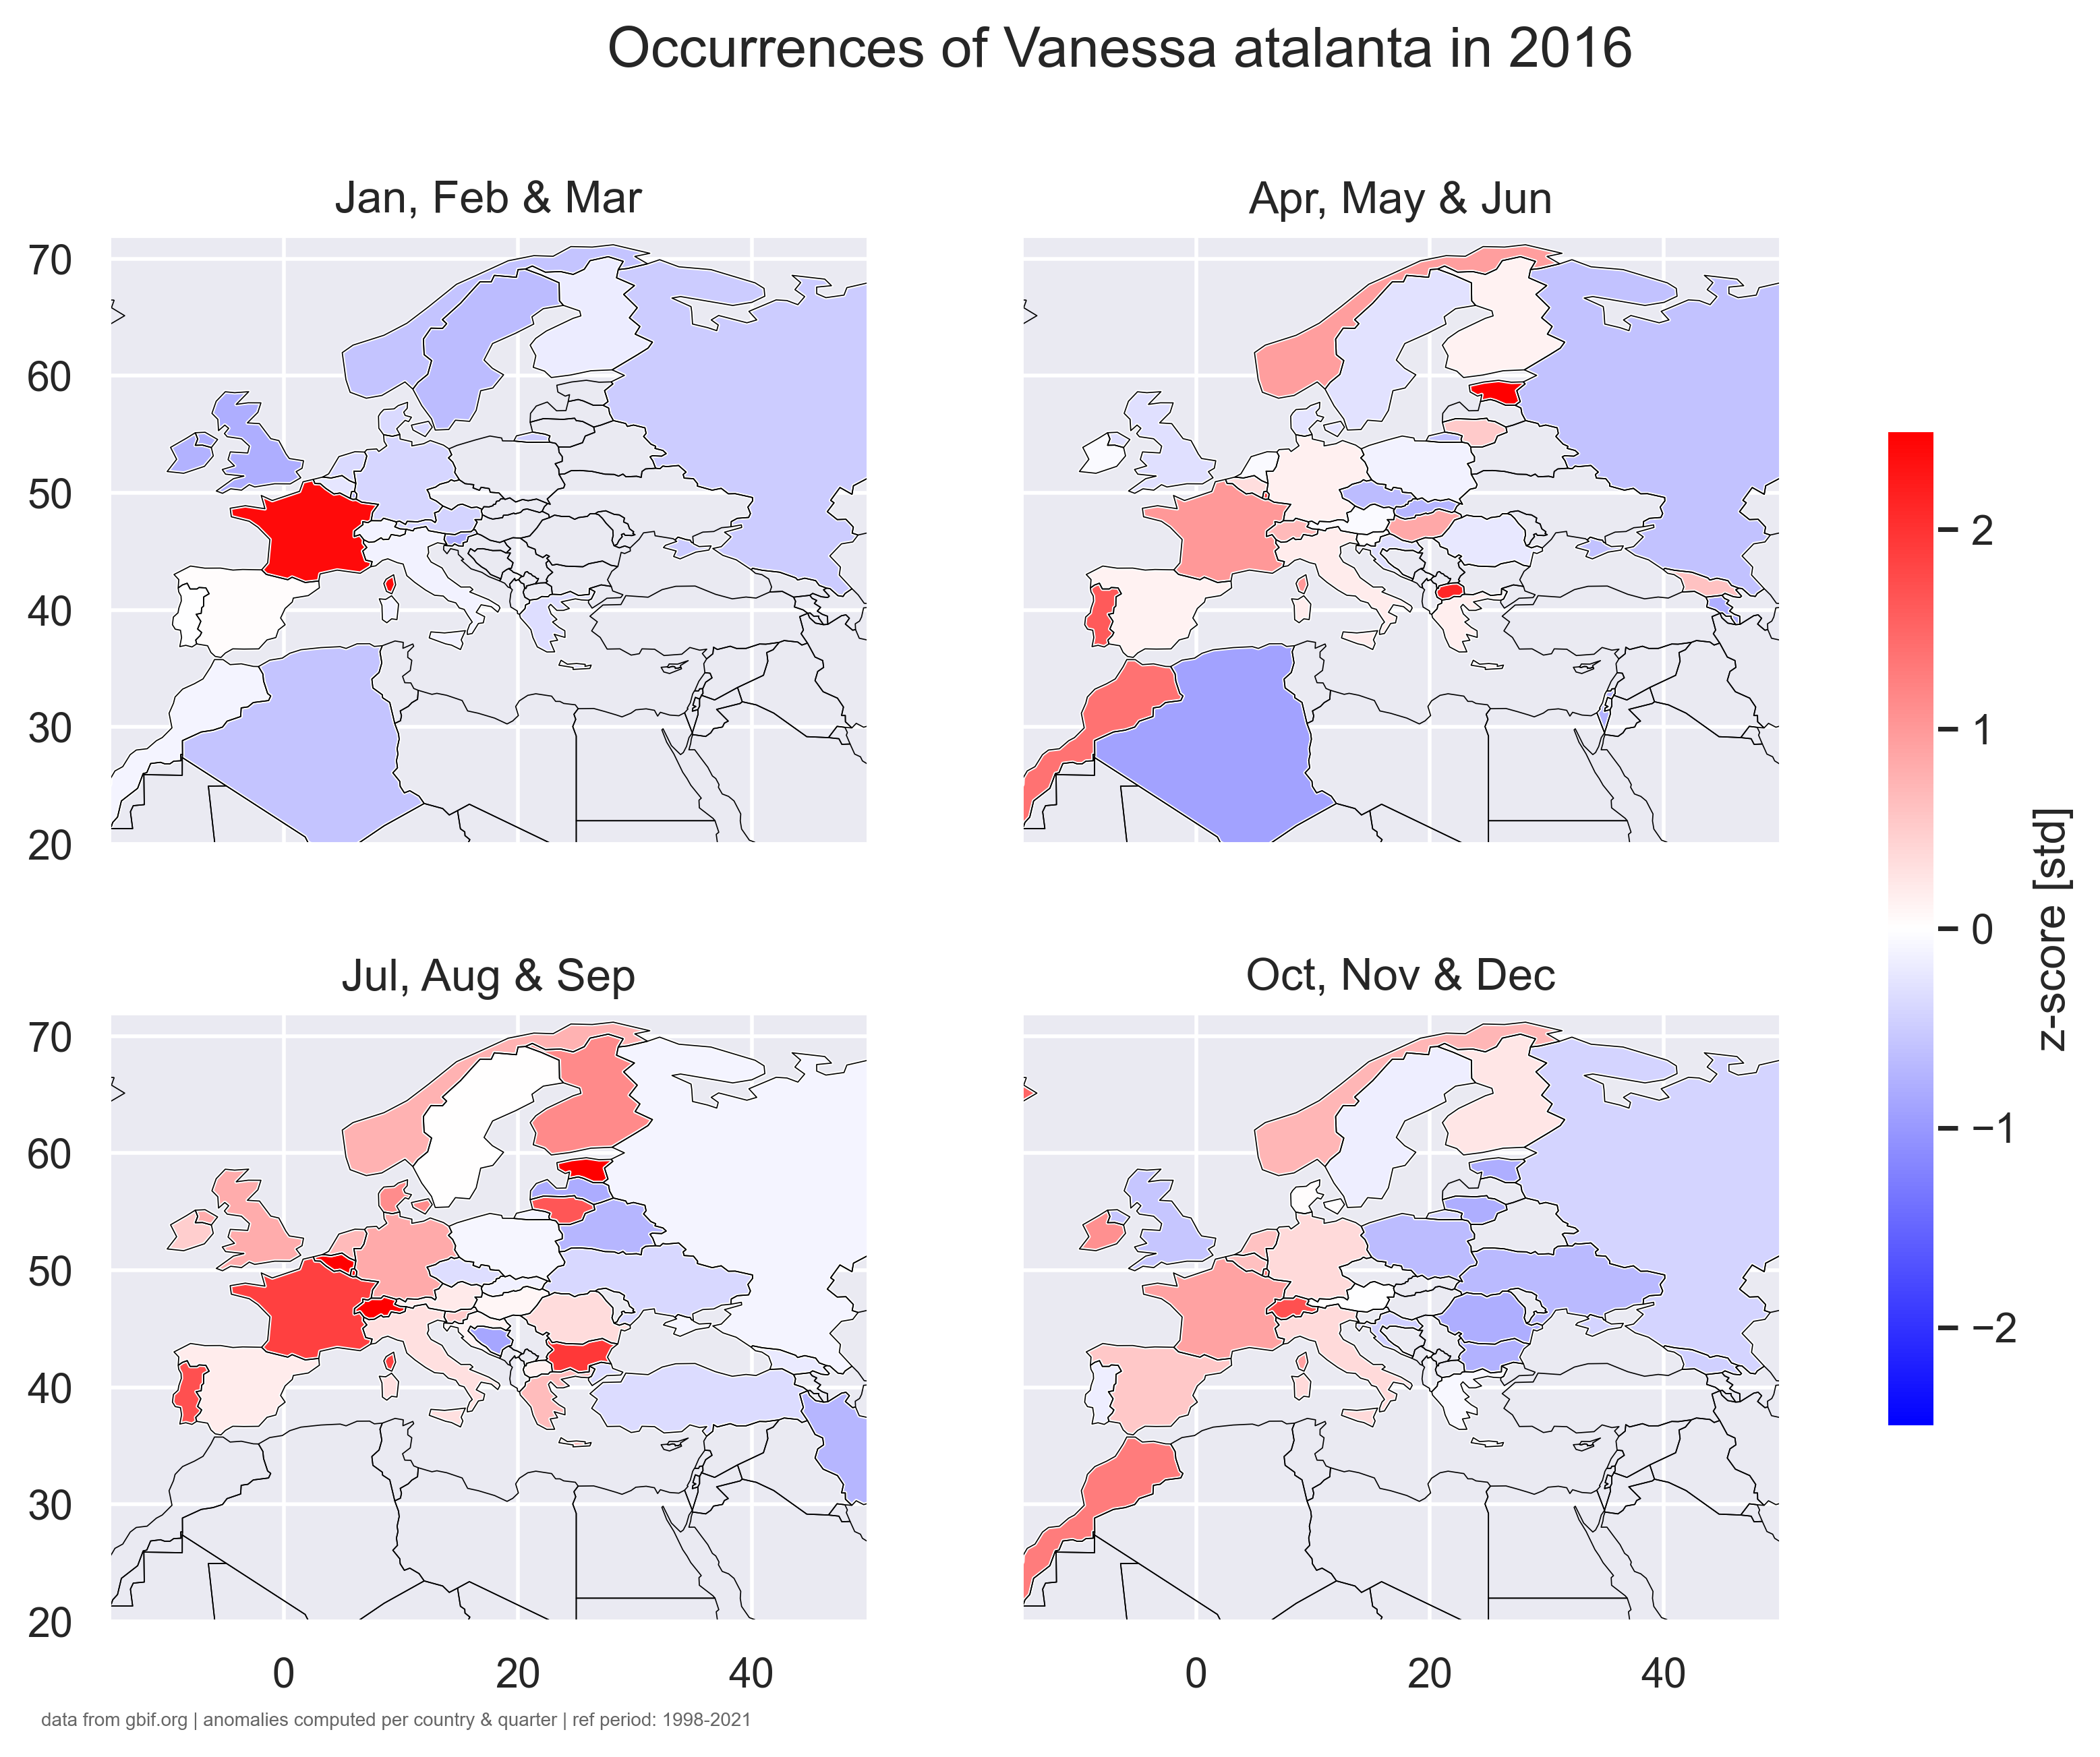 Occurrences of Vanessa atalanta in 2016
Jan, Feb & Mar
Apr, May & Jun
70
60
50
40
30
20
2
1
0
−1
−2
z-score [std]
Jul, Aug & Sep
Oct, Nov & Dec
70
60
50
40
30
20
0 20 40
0 20 40
data from gbif.org | anomalies computed per country & quarter | ref period: 1998-2021